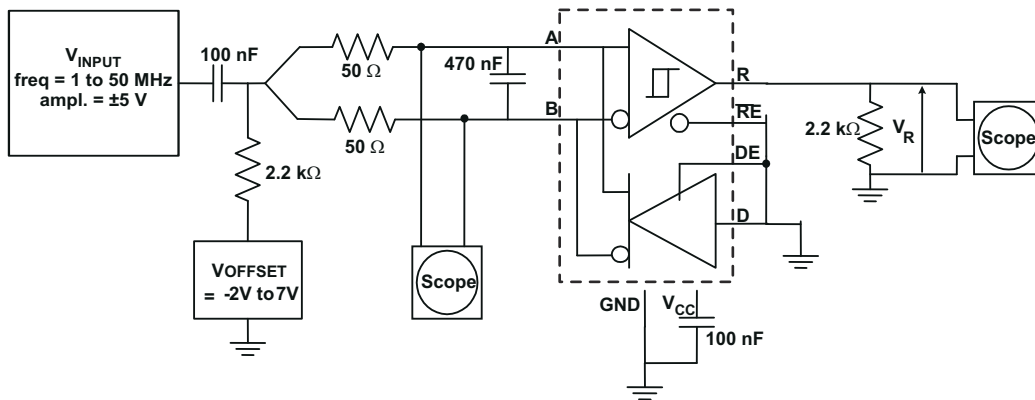 VINPUT
freq = 1 to 50 MHz
ampl. = ±5 V
100 nF
50 Ω
50 Ω
2.2 kΩ
VOFFSET
= -2V to 7V
470 nF
Scope
A
B
R
RE
DE
D
GND
VCC
100 nF
2.2 kΩ
VR
Scope